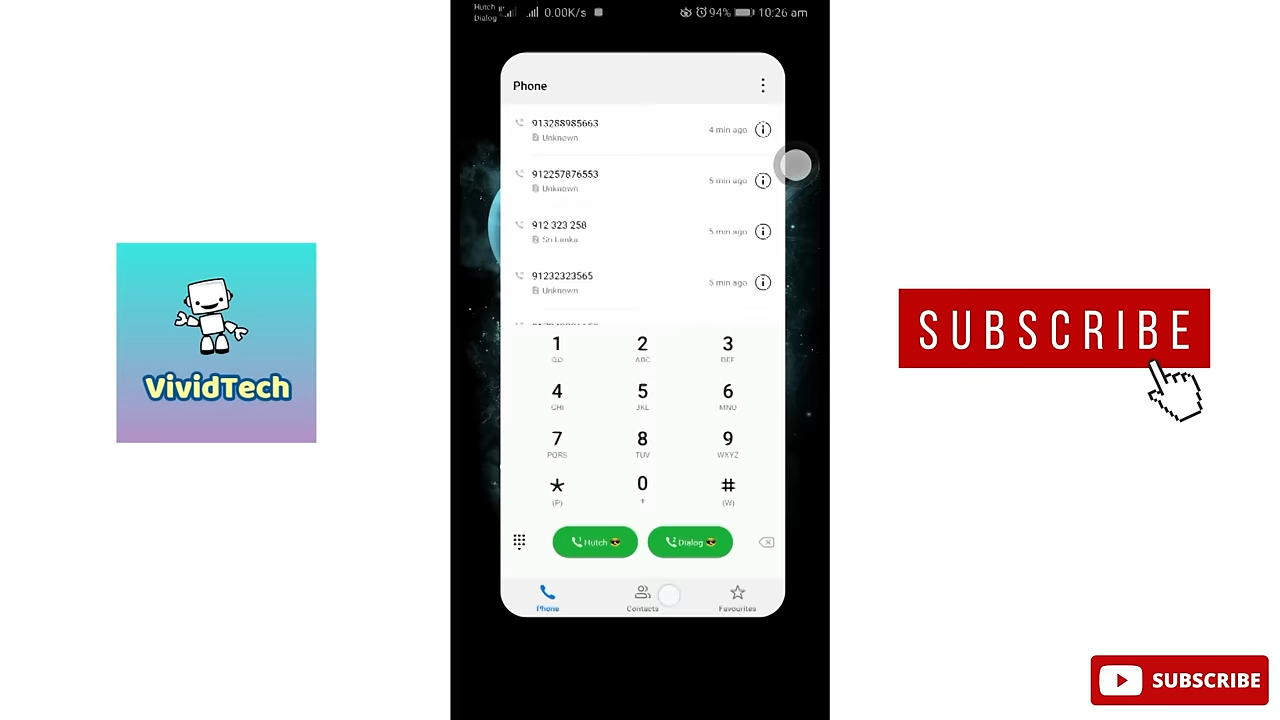 Hutch
Dialog
0.00K/s
94%
10:26 am
Phone
913288985663
Unknown
4 min ago
912257876553
Unknown
5 min ago
912 323 258
Sri Lanka
5 min ago
91232323565
Unknown
5 min ago
1
2
ABC
3
DEF
4
GHI
5
JKL
6
MNO
7
PQRS
8
TUV
9
WXYZ
*
(P)
0
+
#
(W)
Hutch 😎
Dialog 😎
Phone
Contacts
Favourites
VividTech
SUBSCRIBE
SUBSCRIBE